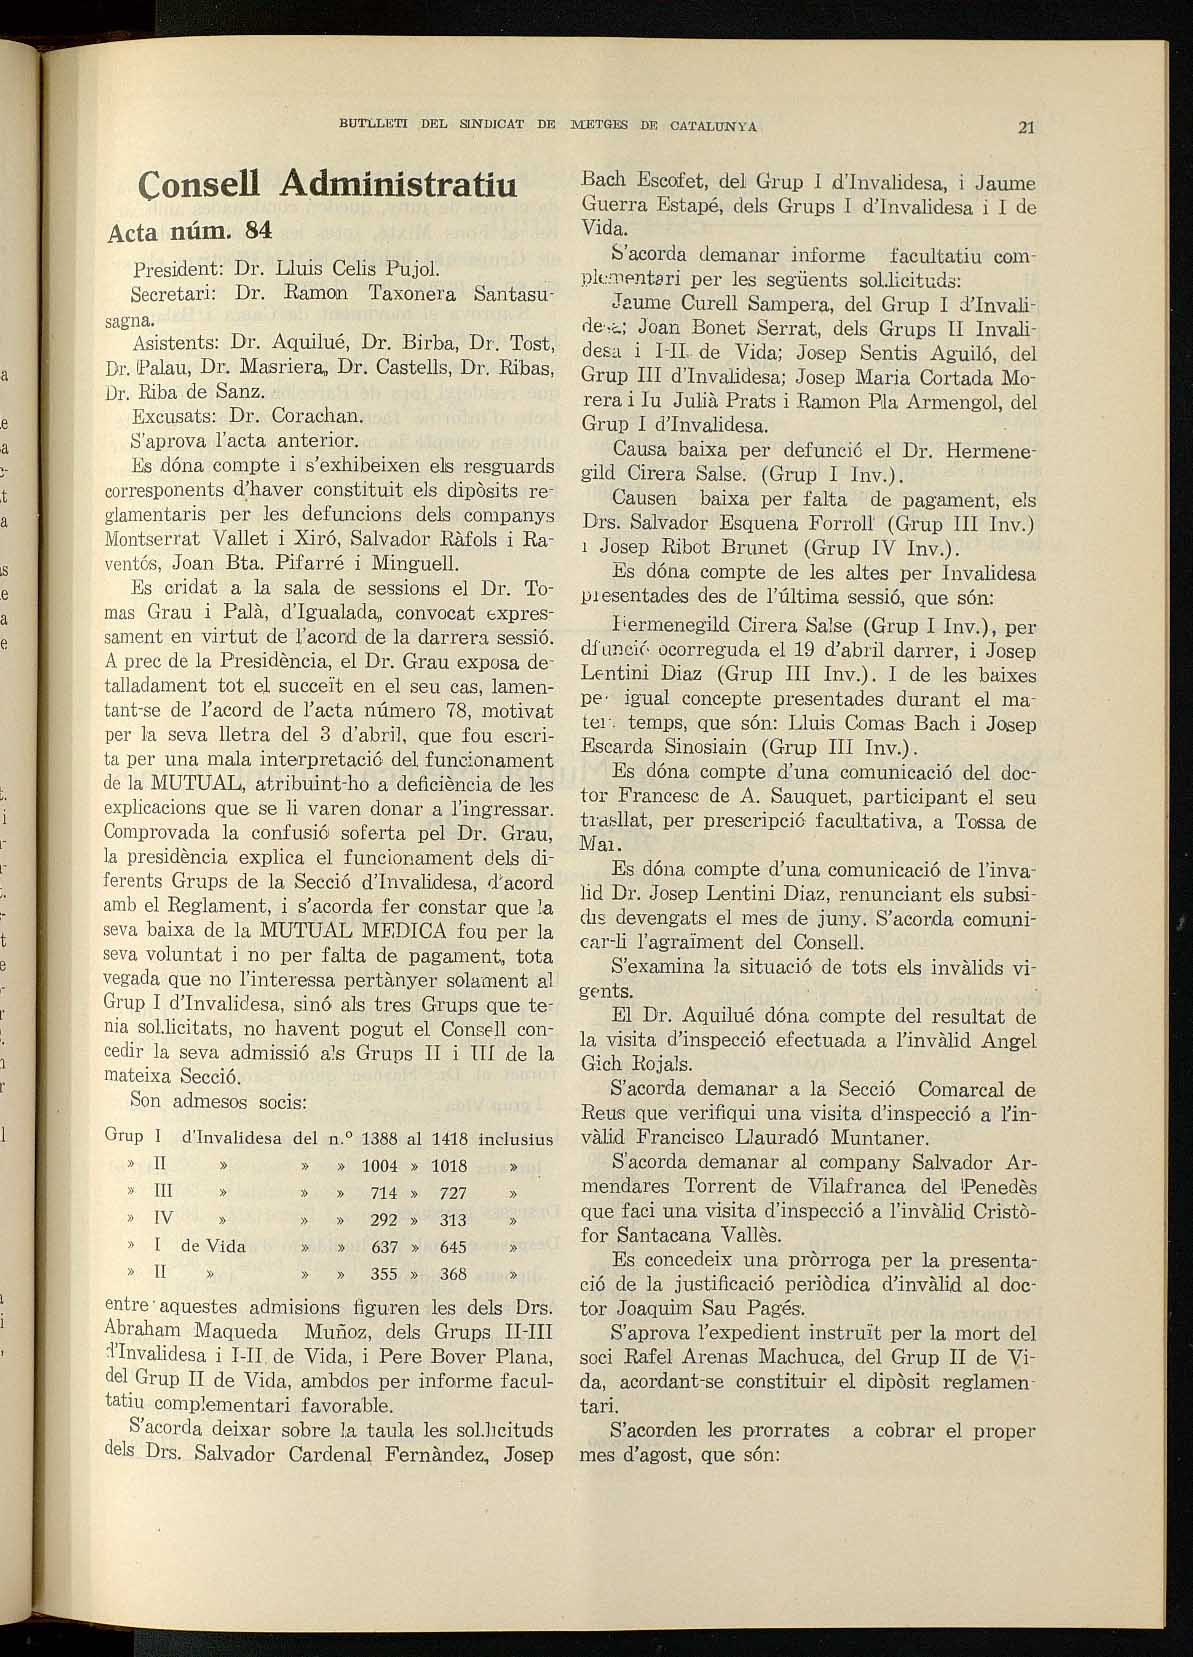 BUTLLETI DEL SINDICAT DE METGES DE CATALUNYA 21
Consell Administratiu
Acta núm. 84
President: Dr. Lluis Celis Pujol.
Secretari: Dr. Ramon Taxonera Santasu-
sagna.
Asistents: Dr. Aquilué, Dr. Birba, Dr. Tost,
Dr. Palau, Dr. Masriera, Dr. Castells, Dr. Ribas,
Dr. Riba de Sanz.
Excusats: Dr. Corachan.
S'aprova l'acta anterior.
Es dóna compte i s'exhibeixen els resguards
corresponents d'haver constituit els dipòsits re-
glamentaris per les defuncions dels companys
Montserrat Vallet i Xiró, Salvador Ràfols i Ra-
ventós, Joan Bta. Pifarré i Minguell.
Es cridat a la sala de sessions el Dr. To-
mas Grau i Palà, d'Igualada, convocat expres-
sament en virtut de l'acord de la darrera sessió.
A prec de la Presidència, el Dr. Grau exposa de-
talladament tot el succeït en el seu cas, lamen-
tant-se de l'acord de l'acta número 78, motivat
per la seva lletra del 3 d'abril, que fou escri-
ta per una mala interpretació del funcionament
de la MUTUAL, atribuint-ho a deficiència de les
explicacions que se li varen donar a l'ingressar.
Comprovada la confusió soferta pel Dr. Grau,
la presidència explica el funcionament dels di-
ferents Grups de la Secció d'Invalidesa, d'acord
amb el Reglament, i s'acorda fer constar que la
seva baixa de la MUTUAL MEDICA fou per la
seva voluntat i no per falta de pagament, tota
vegada que no l'interessa pertànyer solament al
Grup I d'Invalidesa, sinó als tres Grups que te-
nia sol.licitats, no havent pogut el Consell con-
cedir la seva admissió als Grups II i III de la
mateixa Secció.
Son admesos socis:
Grup I d'Invalidesa del n.º 1388 al 1418 inclusius
» II » » » 1004 » 1018 »
» III » » » 714 » 727 »
» IV » » » 292 » 313 »
» I de Vida » » 637 » 645 »
» II » » » 355 » 368 »
entre aquestes admisions figuren les dels Drs.
Abraham Maqueda Muñoz, dels Grups II-III
d'Invalidesa i I-II de Vida, i Pere Bover Plana,
del Grup II de Vida, ambdos per informe facul-
tatiu complementari favorable.
S'acorda deixar sobre la taula les sol.licituds
dels Drs. Salvador Cardenal Fernàndez, Josep
Bach Escofet, del Grup I d'Invalidesa, i Jaume
Guerra Estapé, dels Grups I d'Invalidesa i I de
Vida.
S'acorda demanar informe facultatiu com-
plementari per les següents sol.licituds:
Jaume Curell Sampera, del Grup I d'Invali-
desa; Joan Bonet Serrat, dels Grups II Invali-
desa i I-II de Vida; Josep Sentis Aguiló, del
Grup III d'Invalidesa; Josep Maria Cortada Mo-
rera i Iu Julià Prats i Ramon Pla Armengol, del
Grup I d'Invalidesa.
Causa baixa per defunció el Dr. Hermene-
gild Cirera Salse. (Grup I Inv.).
Causen baixa per falta de pagament, els
Drs. Salvador Esquena Forroll (Grup III Inv.)
i Josep Ribot Brunet (Grup IV Inv.).
Es dóna compte de les altes per Invalidesa
presentades des de l'última sessió, que són:
Hermenegild Cirera Salse (Grup I Inv.), per
dfunció ocorreguda el 19 d'abril darrer, i Josep
Lentini Diaz (Grup III Inv.). I de les baixes
per igual concepte presentades durant el ma-
teix temps, que són: Lluis Comas Bach i Josep
Escarda Sinosiain (Grup III Inv.).
Es dóna compte d'una comunicació del doc-
tor Francesc de A. Sauquet, participant el seu
trasllat, per prescripció facultativa, a Tossa de
Mar.
Es dóna compte d'una comunicació de l'inva-
lid Dr. Josep Lentini Diaz, renunciant els subsi-
dis devengats el mes de juny. S'acorda comuni-
car-li l'agraïment del Consell.
S'examina la situació de tots els invàlids vi-
gents.
El Dr. Aquilué dóna compte del resultat de
la visita d'inspecció efectuada a l'invàlid Angel
Gich Rojals.
S'acorda demanar a la Secció Comarcal de
Reus que verifiqui una visita d'inspecció a l'in-
vàlid Francisco Llauradó Muntaner.
S'acorda demanar al company Salvador Ar-
mendares Torrent de Vilafranca del Penedès
que faci una visita d'inspecció a l'invàlid Cristò-
for Santacana Vallès.
Es concedeix una pròrroga per la presenta-
ció de la justificació periòdica d'invàlid al doc-
tor Joaquim Sau Pagés.
S'aprova l'expedient instruït per la mort del
soci Rafel Arenas Machuca, del Grup II de Vi-
da, acordant-se constituir el dipòsit reglamen-
tari.
S'acorden les prorrates a cobrar el proper
mes d'agost, que són: